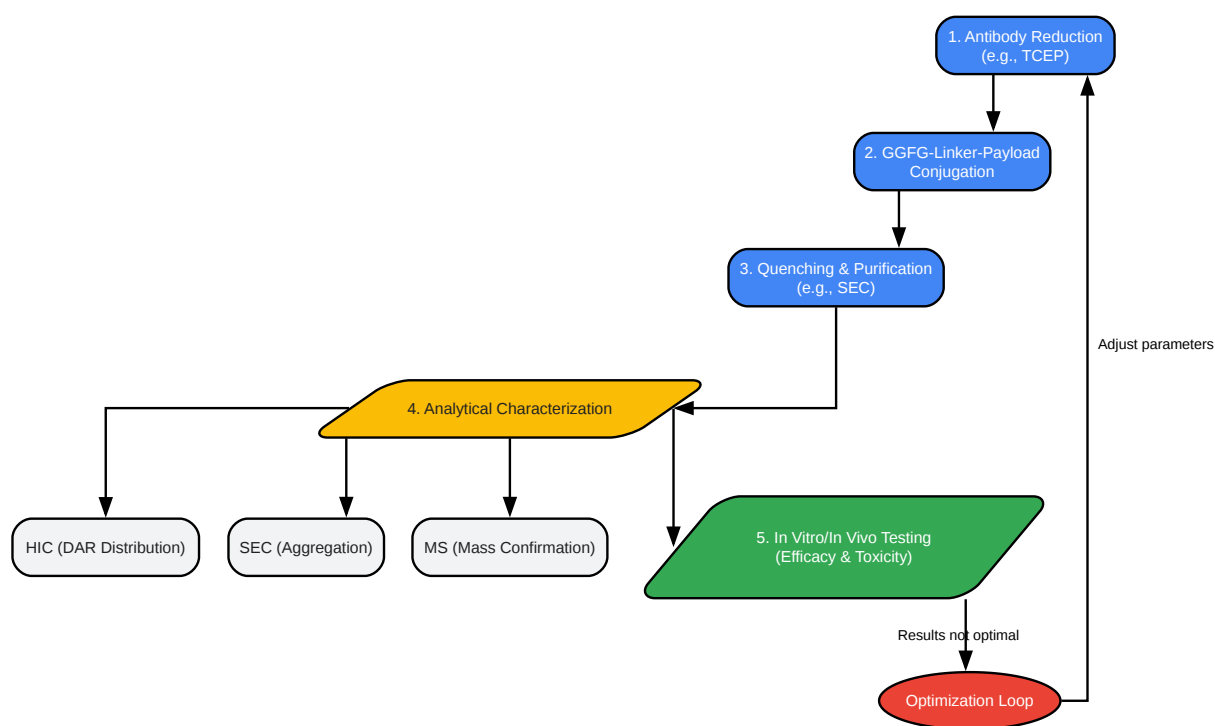 1. Antibody Reduction
(e.g., TCEP)
2. GGFG-Linker-Payload
Conjugation
3. Quenching & Purification
(e.g., SEC)
Adjust parameters
4. Analytical Characterization
HIC (DAR Distribution)
SEC (Aggregation)
MS (Mass Confirmation)
5. In Vitro/In Vivo Testing
(Efficacy & Toxicity)
Results not optimal
Optimization Loop